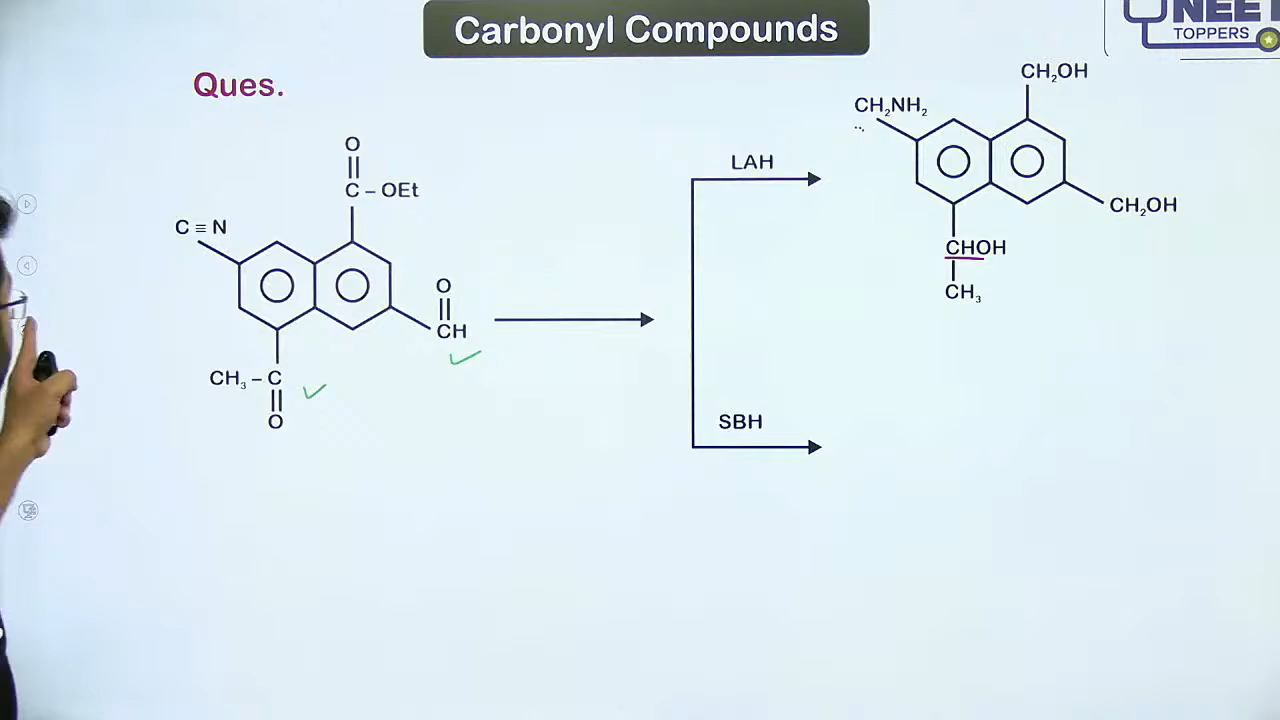 Carbonyl Compounds
NEET
TOPPERS
Ques.
O
C – OEt
C ≡ N
O
CH
CH₃ – C
O
LAH
SBH
CH₂OH
CH₂NH₂
CH₂OH
CHOH
CH₃